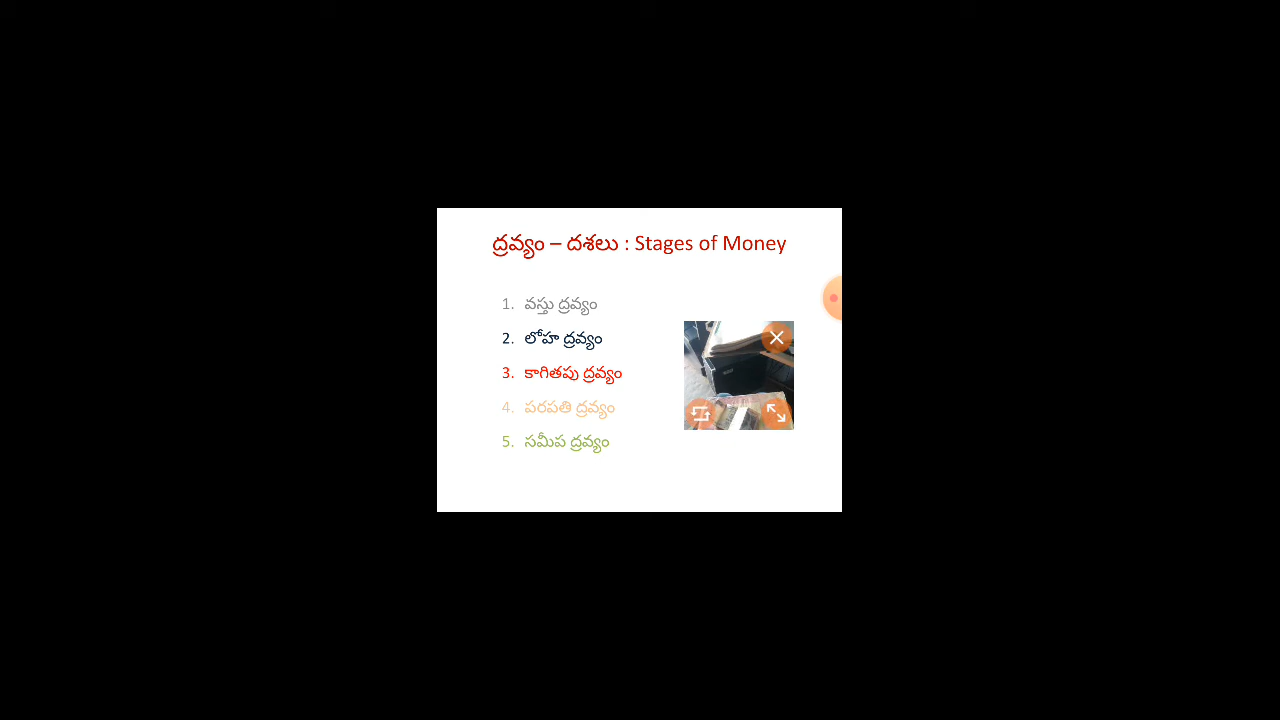 ద్రవ్యం – దశలు : Stages of Money
1. వస్తు ద్రవ్యం
2. లోహ ద్రవ్యం
3. కాగితపు ద్రవ్యం
4. పరపతి ద్రవ్యం
5. సమీప ద్రవ్యం